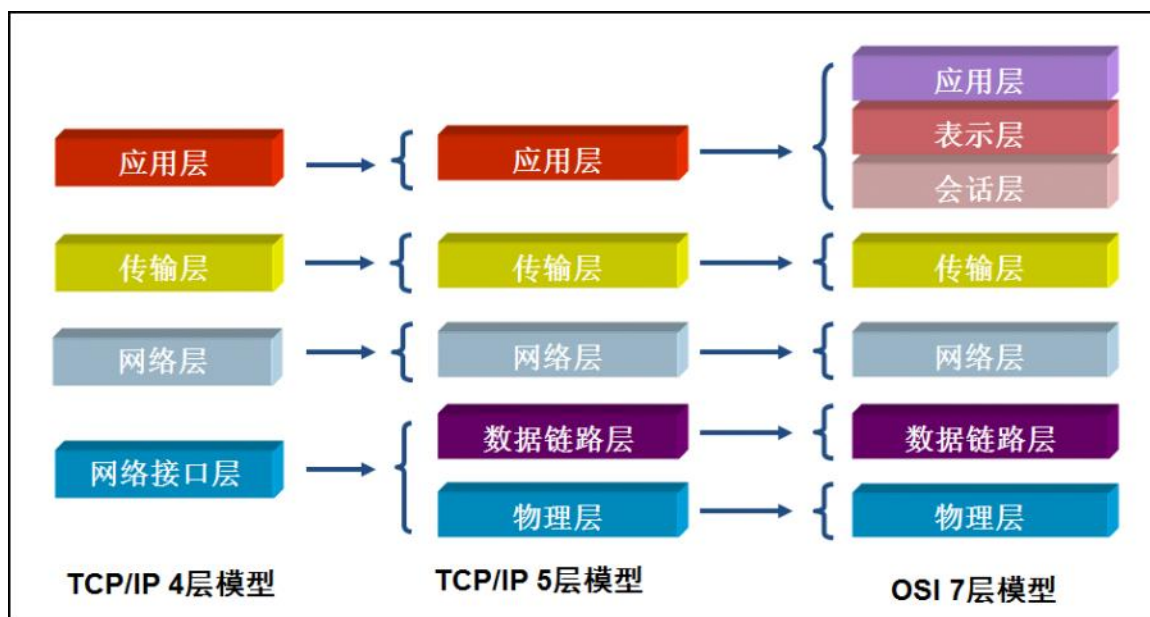 应用层
传输层
网络层
网络接口层
TCP/IP 4层模型
应用层
传输层
网络层
数据链路层
物理层
TCP/IP 5层模型
应用层
表示层
会话层
传输层
网络层
数据链路层
物理层
OSI 7层模型